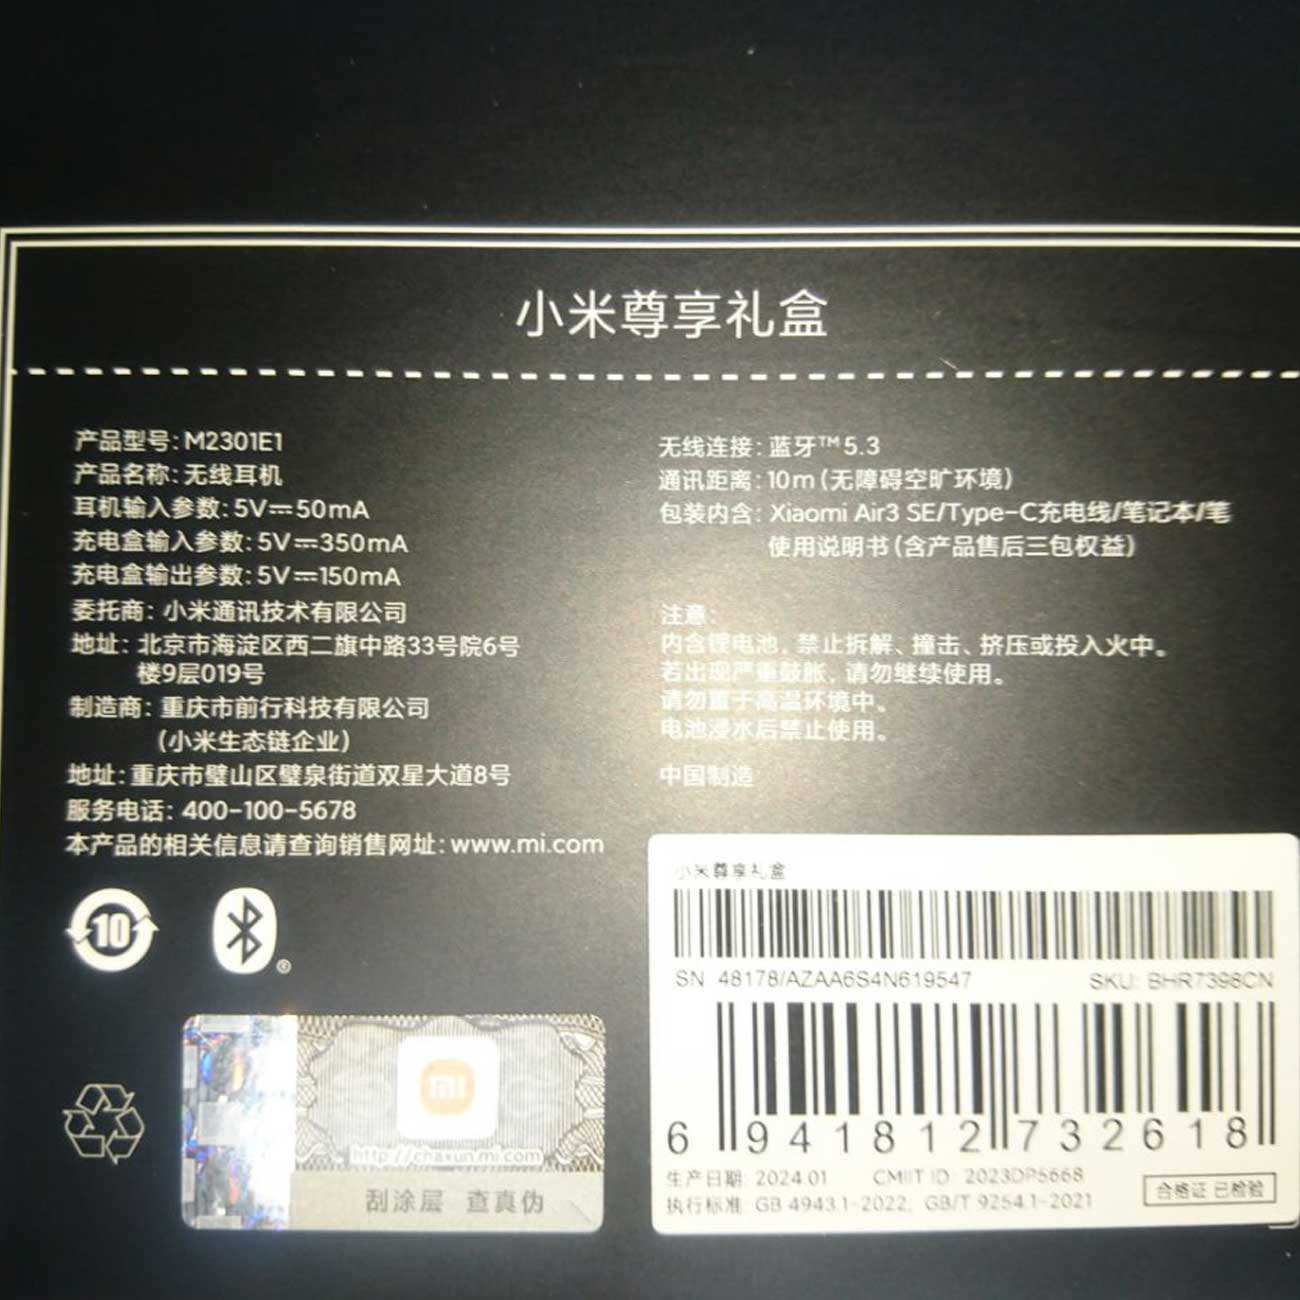 小米尊享礼盒
产品型号：M2301E1
产品名称：无线耳机
耳机输入参数：5V⎓50mA
充电盒输入参数：5V⎓350mA
充电盒输出参数：5V⎓150mA
委托商：小米通讯技术有限公司
地址：北京市海淀区西二旗中路33号院6号
楼9层019号
制造商：重庆市前行科技有限公司
（小米生态链企业）
地址：重庆市璧山区璧泉街道双星大道8号
服务电话：400-100-5678
本产品的相关信息请查询销售网址：www.mi.com
无线连接：蓝牙™5.3
通讯距离：10m（无障碍空旷环境）
包装内含：Xiaomi Air3 SE/Type-C充电线/笔记本/笔
使用说明书（含产品售后三包权益）
注意：
内含锂电池，禁止拆解、撞击、挤压或投入火中。
若出现严重鼓胀，请勿继续使用。
请勿置于高温环境中。
电池浸水后禁止使用。
中国制造
10
®
mi
http://chaxun.mi.com
刮涂层 查真伪
小米尊享礼盒
SN 48178/AZAA6S4N619547 SKU: BHR7398CN
6 941812 732618
生产日期：2024.01 CMIIT ID: 2023DP5668
执行标准：GB 4943.1-2022, GB/T 9254.1-2021
合格证 已检验